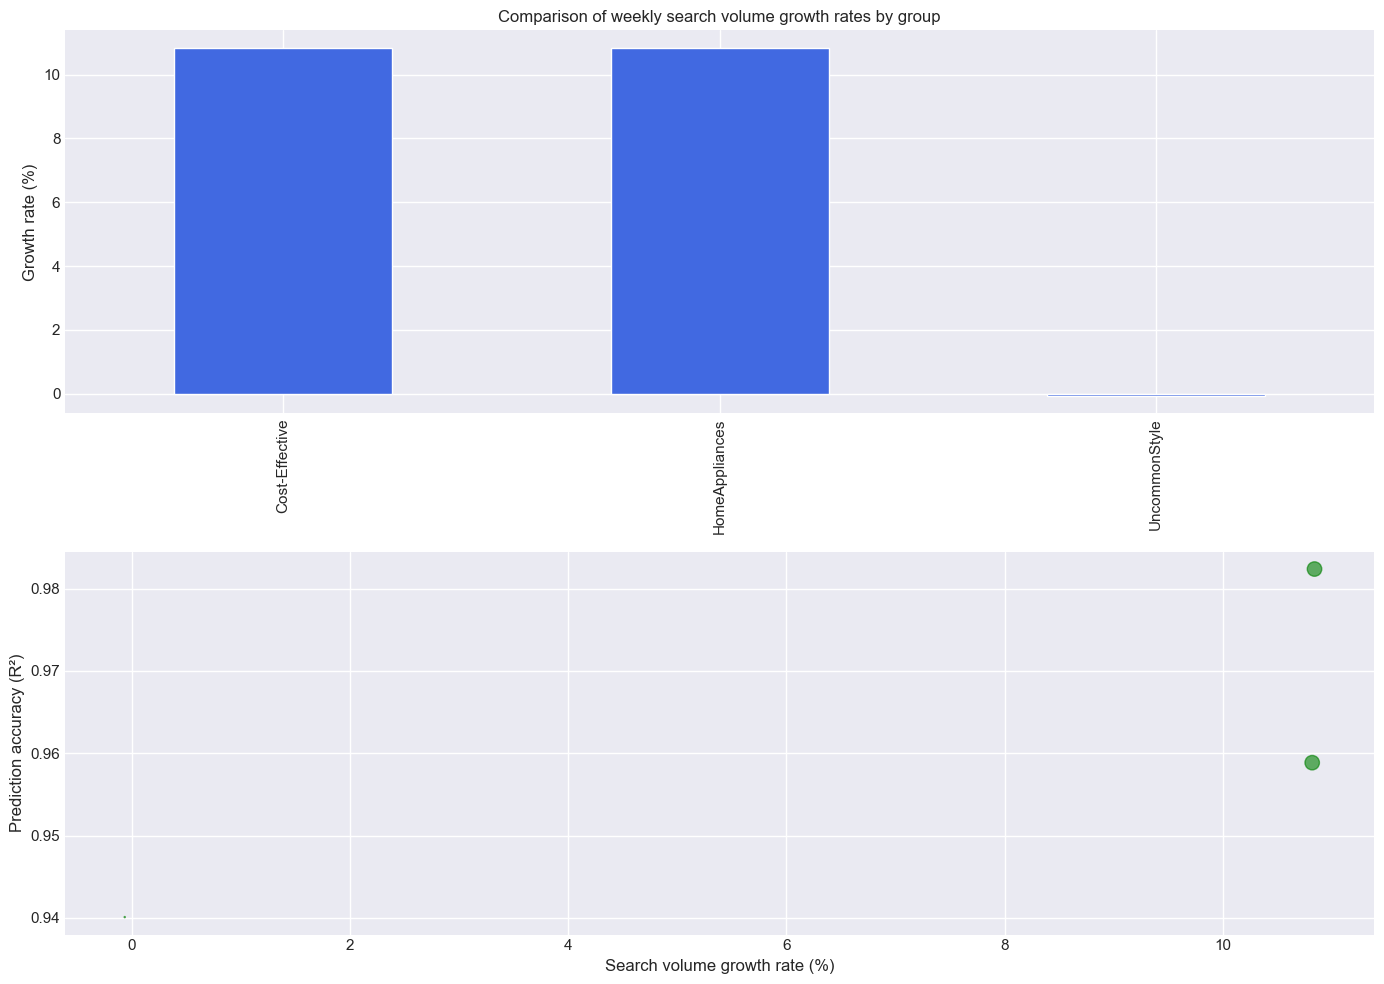 Comparison of weekly search volume growth rates by group
Growth rate (%)
10
8
6
4
2
0
Cost-Effective
HomeAppliances
UncommonStyle
Prediction accuracy (R²)
0.98
0.97
0.96
0.95
0.94
0 2 4 6 8 10
Search volume growth rate (%)